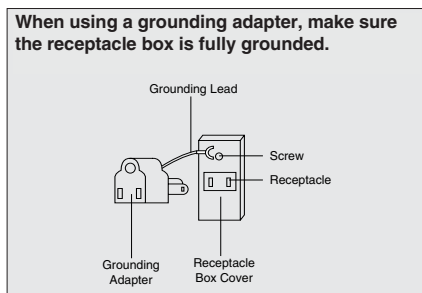 When using a grounding adapter, make sure
the receptacle box is fully grounded.
Grounding Lead
Screw
Receptacle
Grounding
Adapter
Receptacle
Box Cover